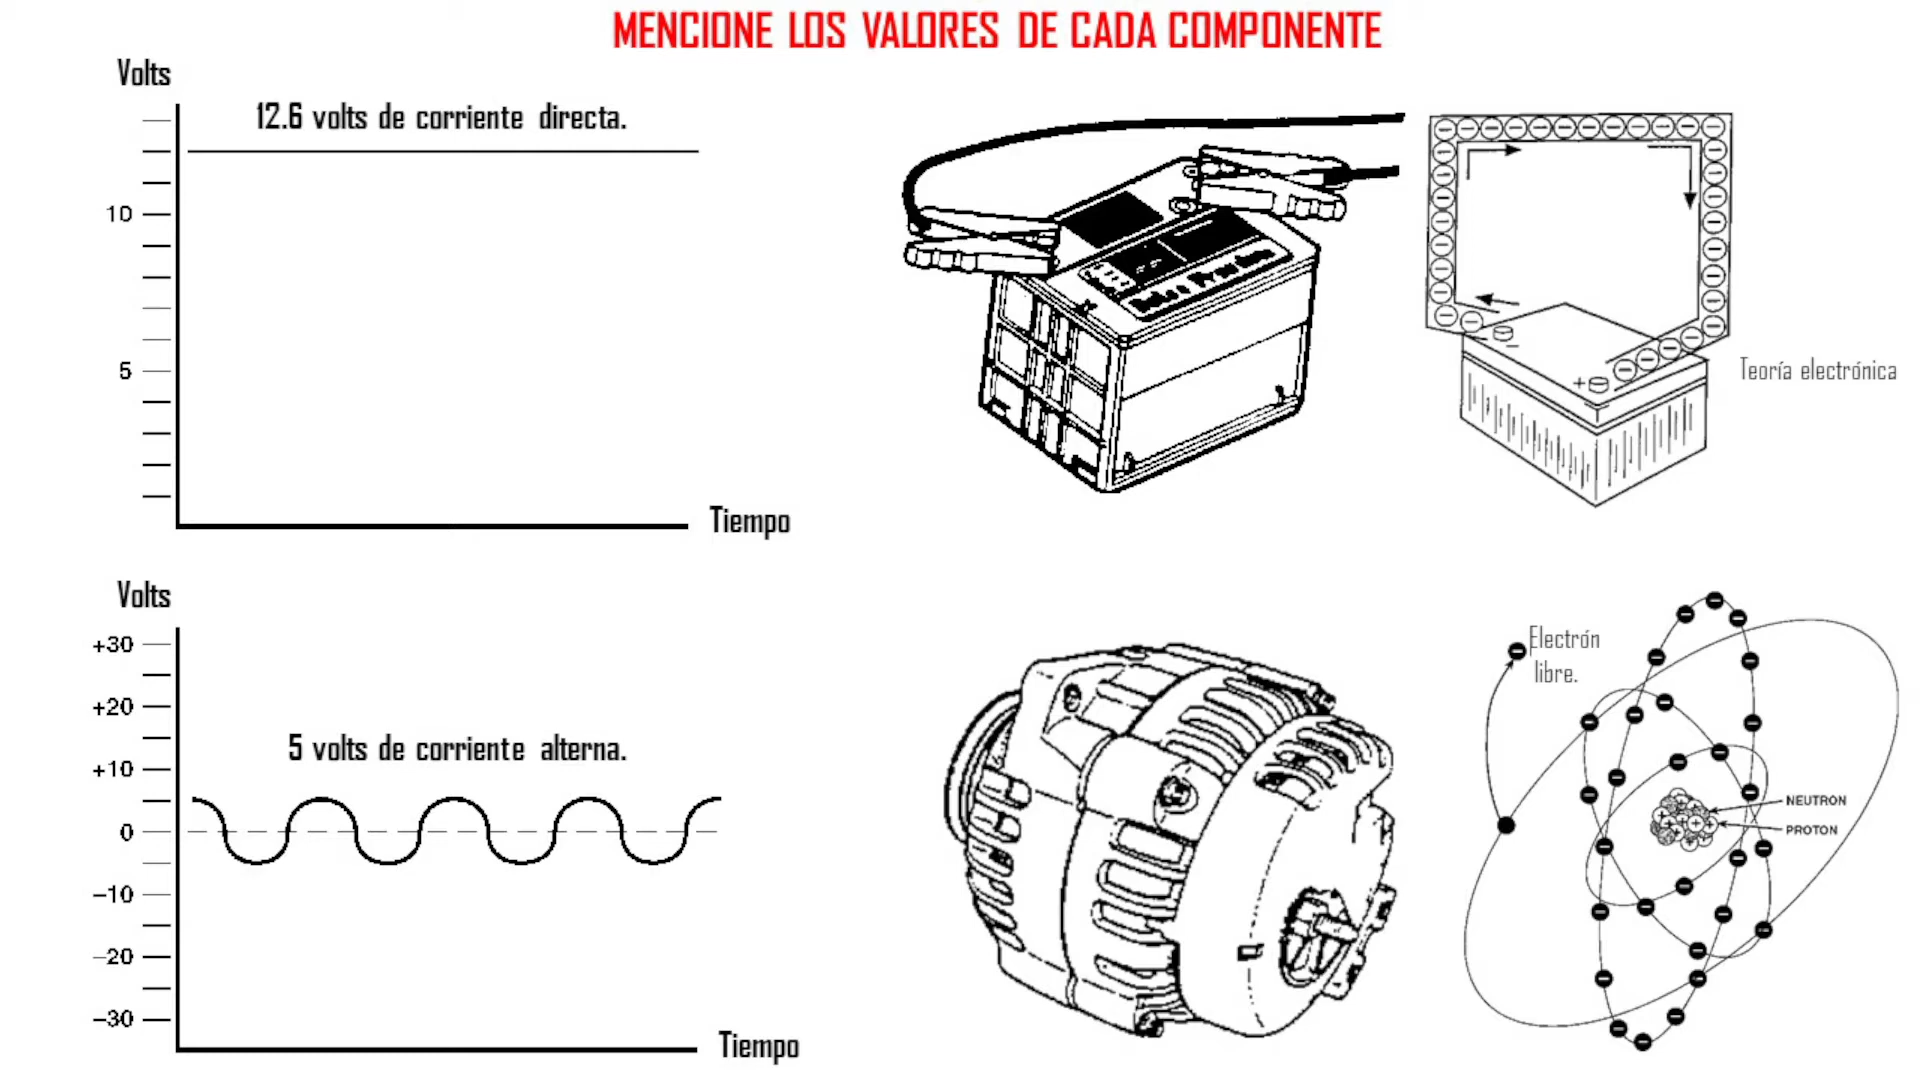 MENCIONE LOS VALORES DE CADA COMPONENTE
Volts
12.6 volts de corriente directa.
10
5
Tiempo
Teoría electrónica
Volts
+30
+20
+10
0
–10
–20
–30
5 volts de corriente alterna.
Tiempo
Electrón
libre.
NEUTRON
PROTON